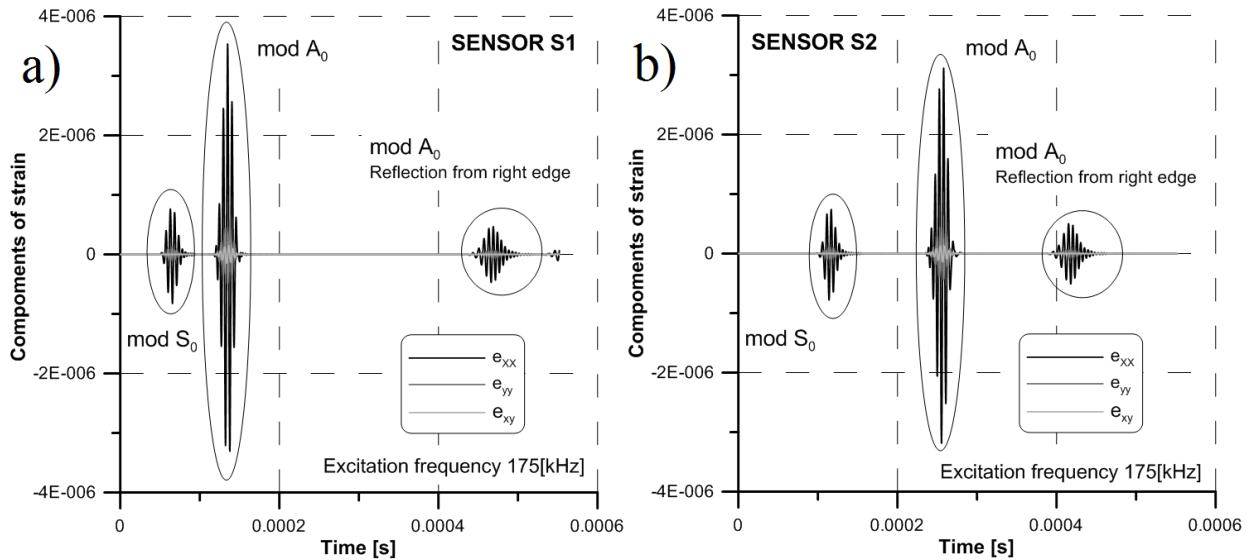 a)
SENSOR S1
mod A₀
mod A₀
Reflection from right edge
mod S₀
4E-006
2E-006
0
-2E-006
-4E-006
Compoments of strain
eXX
eyy
exy
Excitation frequency 175[kHz]
0
0.0002
0.0004
0.0006
Time [s]
b)
SENSOR S2
mod A₀
mod A₀
Reflection from right edge
mod S₀
4E-006
2E-006
0
-2E-006
-4E-006
Compoments of strain
eXX
eyy
exy
Excitation frequency 175[kHz]
0
0.0002
0.0004
0.0006
Time [s]